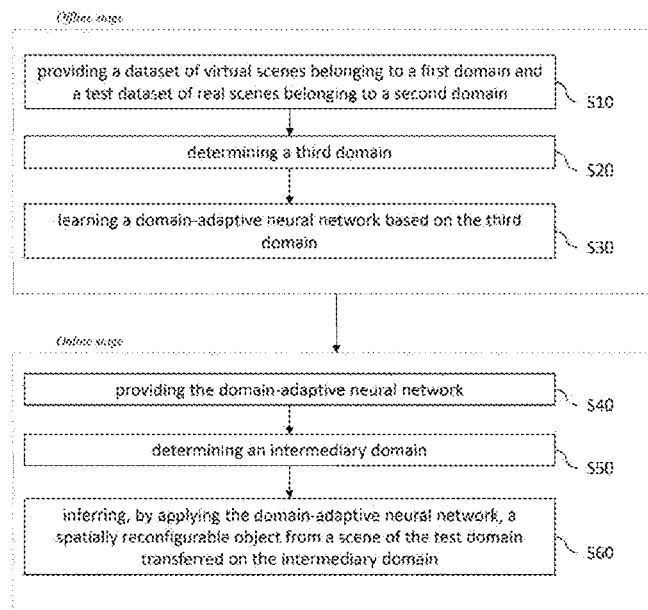 Offline stage
providing a dataset of virtual scenes belonging to a first domain and
a test dataset of real scenes belonging to a second domain
S10
determining a third domain
S20
learning a domain-adaptive neural network based on the third
domain
S30
Online stage
providing the domain-adaptive neural network
S40
determining an intermediary domain
S50
inferring, by applying the domain-adaptive neural network, a
spatially reconfigurable object from a scene of the test domain
transferred on the intermediary domain
S60